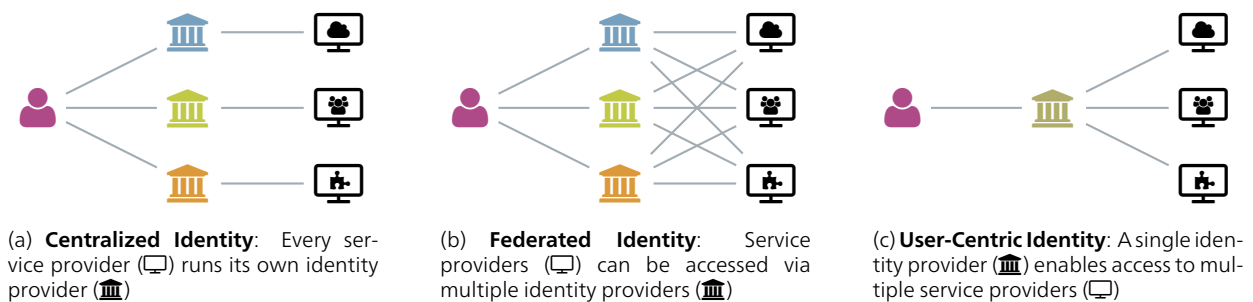 (a) Centralized Identity: Every ser-
vice provider (🖵) runs its own identity
provider (🏛)
(b) Federated Identity: Service
providers (🖵) can be accessed via
multiple identity providers (🏛)
(c) User-Centric Identity: A single iden-
tity provider (🏛) enables access to mul-
tiple service providers (🖵)